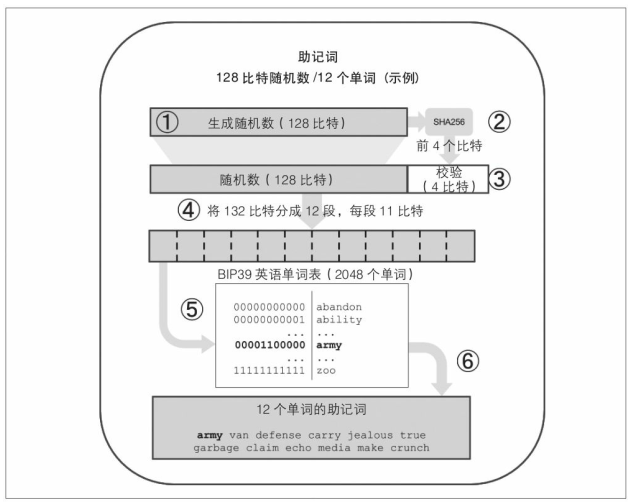 助记词
128 比特随机数 /12 个单词（示例）
① 生成随机数（128 比特） SHA256 ②
前 4 个比特
随机数（128 比特） 校验（4 比特） ③
④ 将 132 比特分成 12 段，每段 11 比特
BIP39 英语单词表（2048 个单词）
⑤
00000000000 abandon
00000000001 ability
... ...
00001100000 army
... ...
11111111111 zoo
⑥
12 个单词的助记词
army van defense carry jealous true
garbage claim echo media make crunch